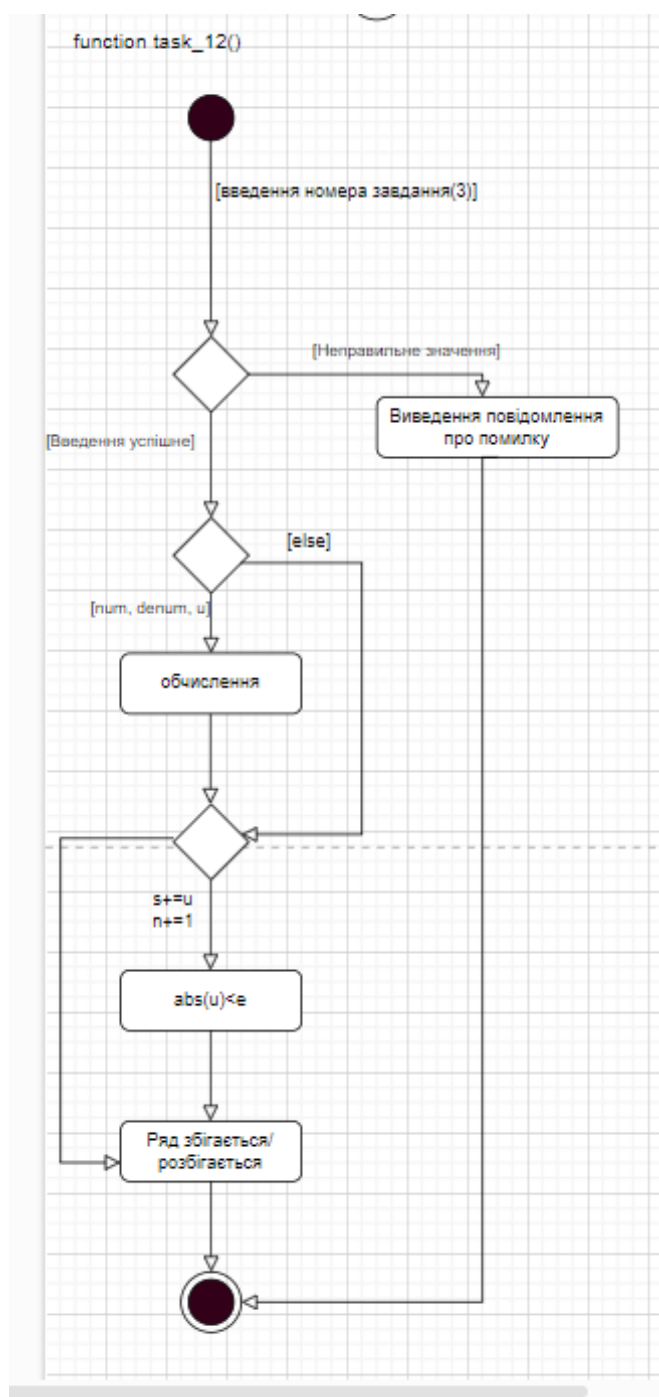 function task_12()
[введення номера завдання(3)]
[Неправильне значення]
Виведення повідомлення
про помилку
[Введення успішне]
[else]
[num, denum, u]
обчислення
s+=u
n+=1
abs(u)<e
Ряд збігається/
розбігається